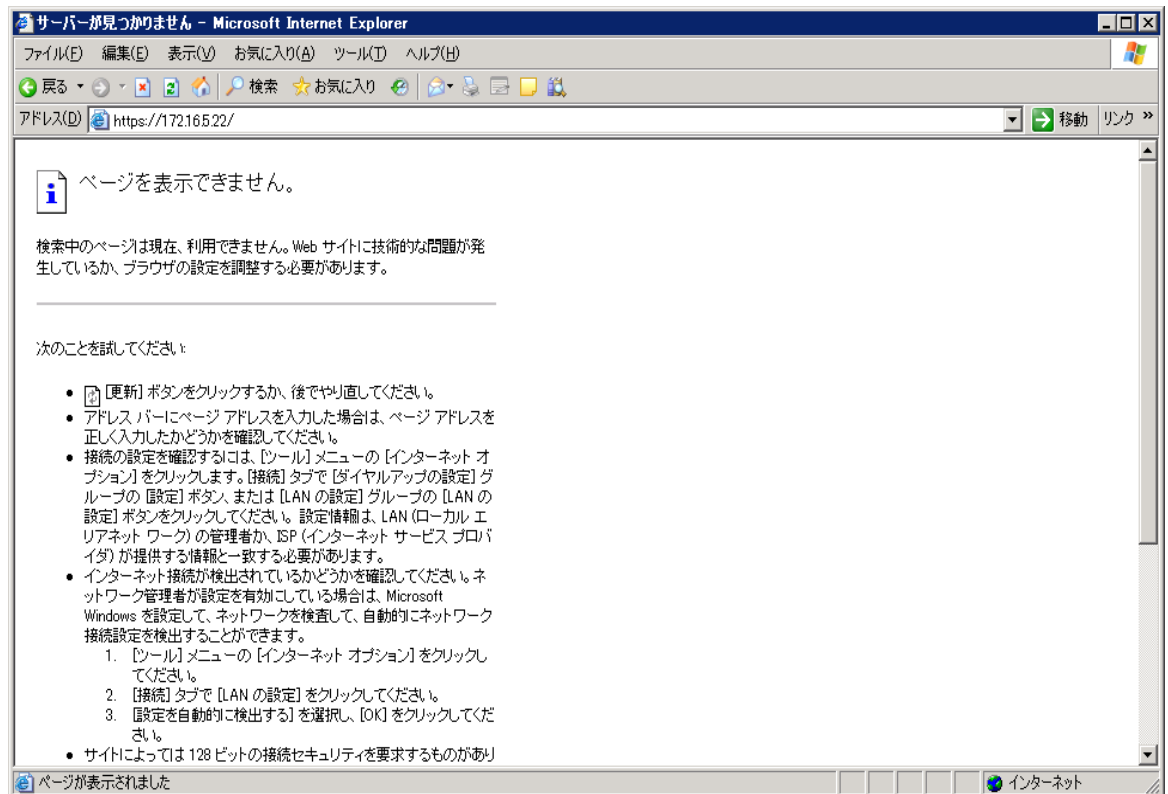 サーバーが見つかりません - Microsoft Internet Explorer
ファイル(F) 編集(E) 表示(V) お気に入り(A) ツール(T) ヘルプ(H)
戻る 検索 お気に入り
アドレス(D) https://172.16.5.22/ 移動 リンク »
ページを表示できません。
検索中のページは現在、利用できません。Web サイトに技術的な問題が発
生しているか、ブラウザの設定を調整する必要があります。
次のことを試してください:
● [更新] ボタンをクリックするか、後でやり直してください。
● アドレス バーにページ アドレスを入力した場合は、ページ アドレスを
正しく入力したかどうかを確認してください。
● 接続の設定を確認するには、[ツール] メニューの [インターネット オ
プション] をクリックします。[接続] タブで [ダイヤルアップの設定] グ
ループの [設定] ボタン、または [LAN の設定] グループの [LAN の
設定] ボタンをクリックしてください。 設定情報は、LAN (ローカル エ
リアネット ワーク) の管理者か、ISP (インターネット サービス プロバ
イダ) が提供する情報と一致する必要があります。
● インターネット接続が検出されているかどうかを確認してください。ネ
ットワーク管理者が設定を有効にしている場合は、Microsoft
Windows を設定して、ネットワークを検査して、自動的にネットワーク
接続設定を検出することができます。
1. [ツール] メニューの [インターネット オプション] をクリックし
てください。
2. [接続] タブで [LAN の設定] をクリックしてください。
3. [設定を自動的に検出する] を選択し、[OK] をクリックしてくだ
さい。
● サイトによっては 128 ビットの接続セキュリティを要求するものがあり
ページが表示されました インターネット